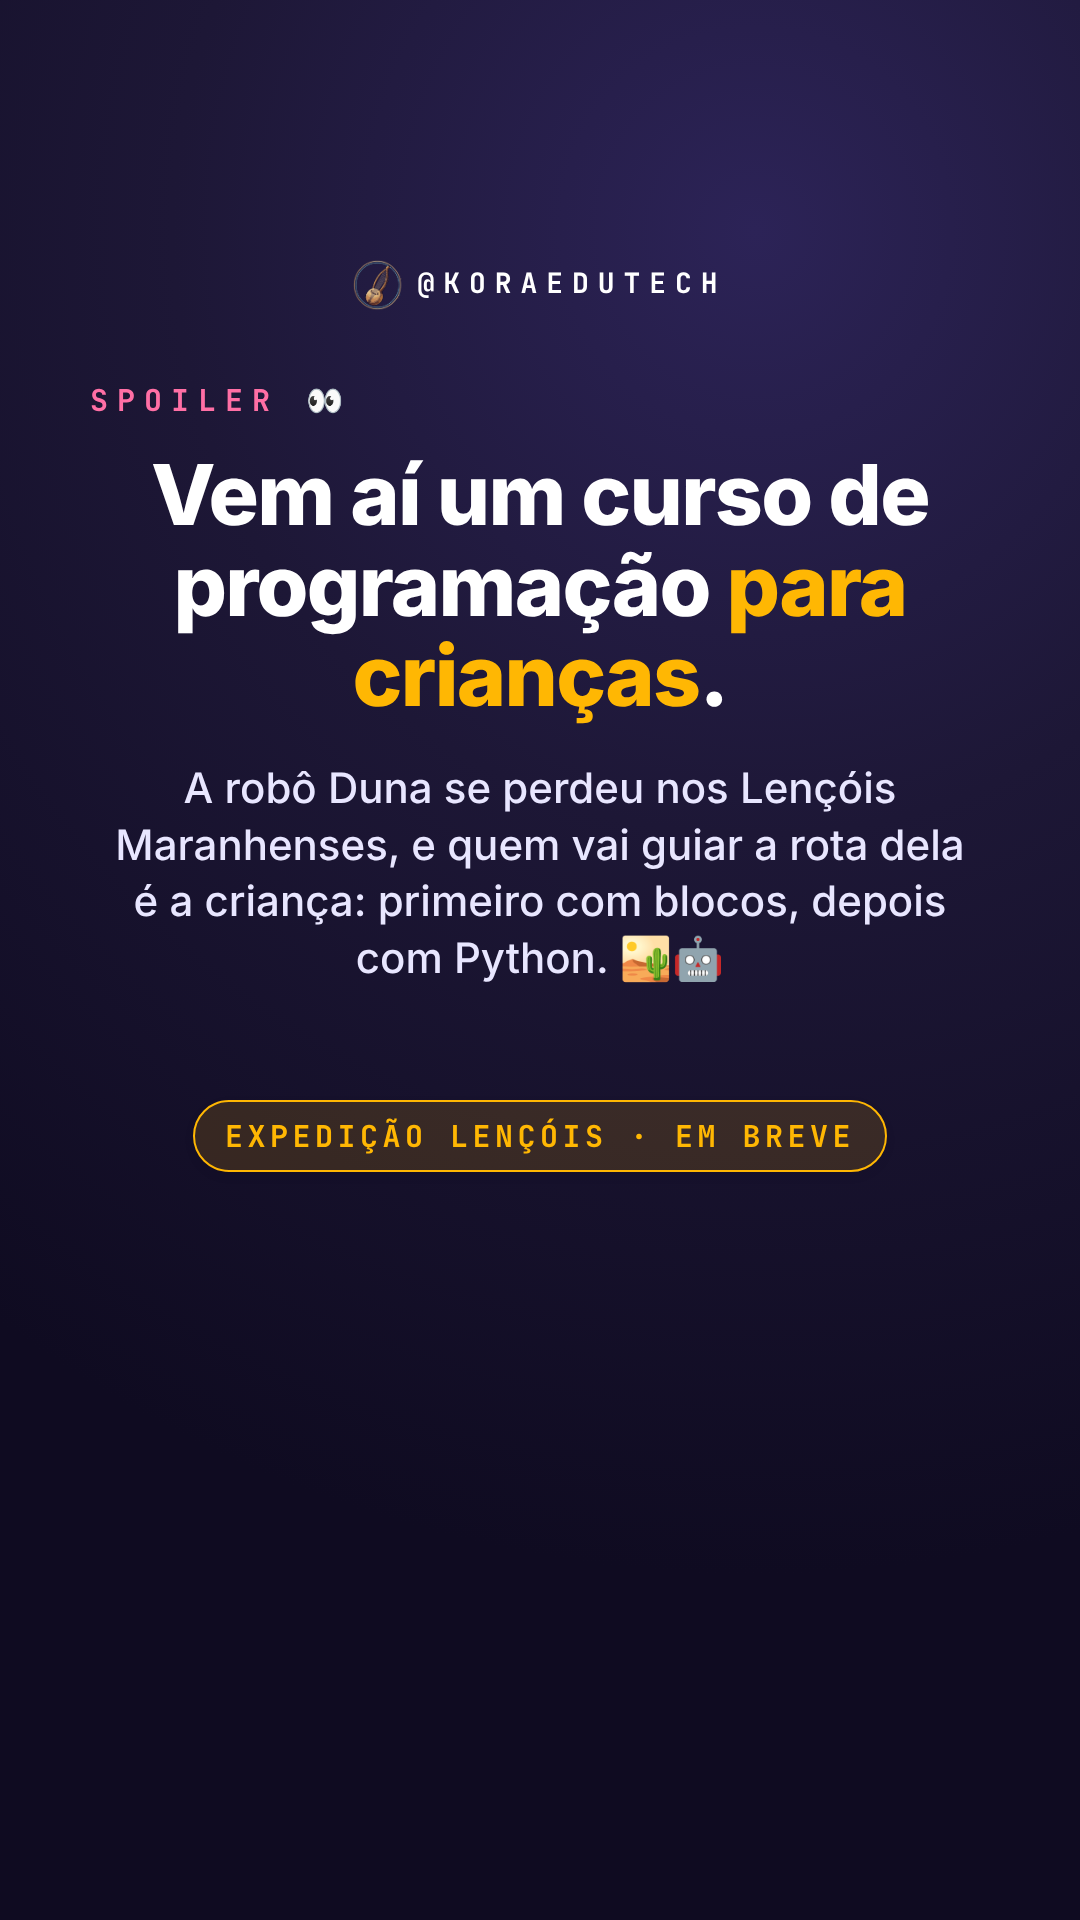 @KORAEDUTECH
SPOILER 👀
Vem aí um curso de
programação para
crianças.
A robô Duna se perdeu nos Lençóis
Maranhenses, e quem vai guiar a rota dela
é a criança: primeiro com blocos, depois
com Python. 🏜️🤖
EXPEDIÇÃO LENÇÓIS · EM BREVE